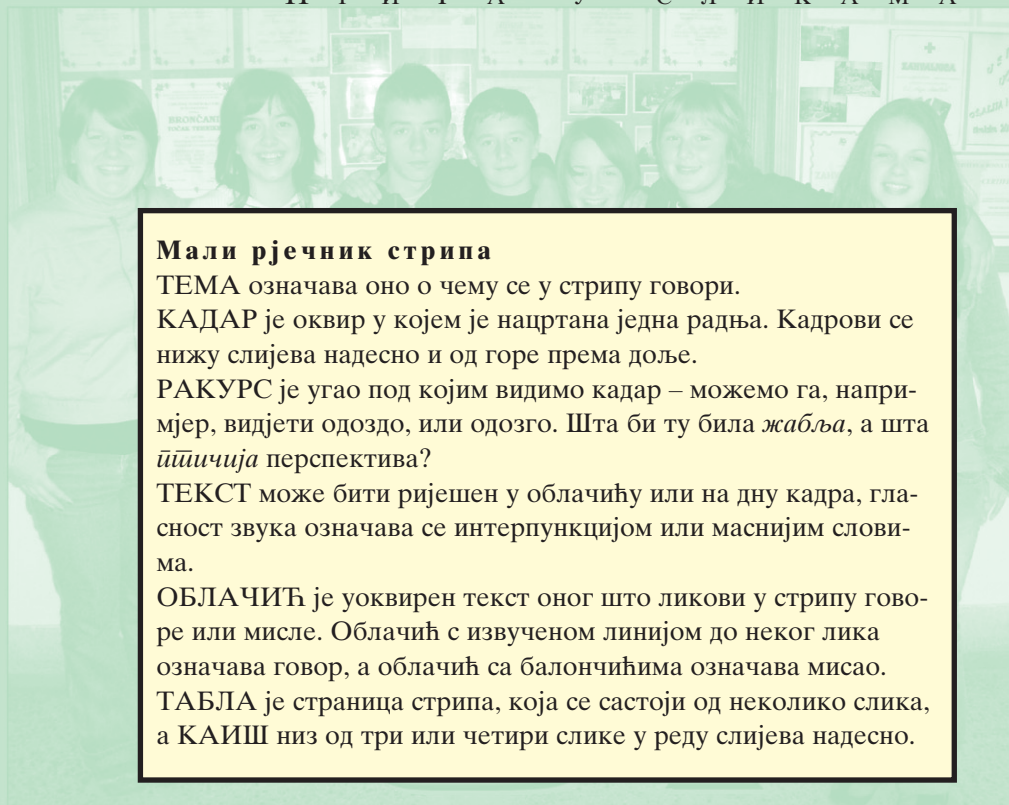 Мали рјечник стрипа
ТЕМА означава оно о чему се у стрипу говори.
КАДАР је оквир у којем је нацртана једна радња. Кадрови се
нижу слијева надесно и од горе према доље.
РАКУРС је угао под којим видимо кадар – можемо га, напри-
мјер, видјети одоздо, или одозго. Шта би ту била жабља, а шта
птичија перспектива?
ТЕКСТ може бити ријешен у облачићу или на дну кадра, гла-
сност звука означава се интерпункцијом или маснијим слови-
ма.
ОБЛАЧИЋ је уоквирен текст оног што ликови у стрипу гово-
ре или мисле. Облачић с извученом линијом до неког лика
означава говор, а облачић са балончићима означава мисао.
ТАБЛА је страница стрипа, која се састоји од неколико слика,
а КАИШ низ од три или четири слике у реду слијева надесно.